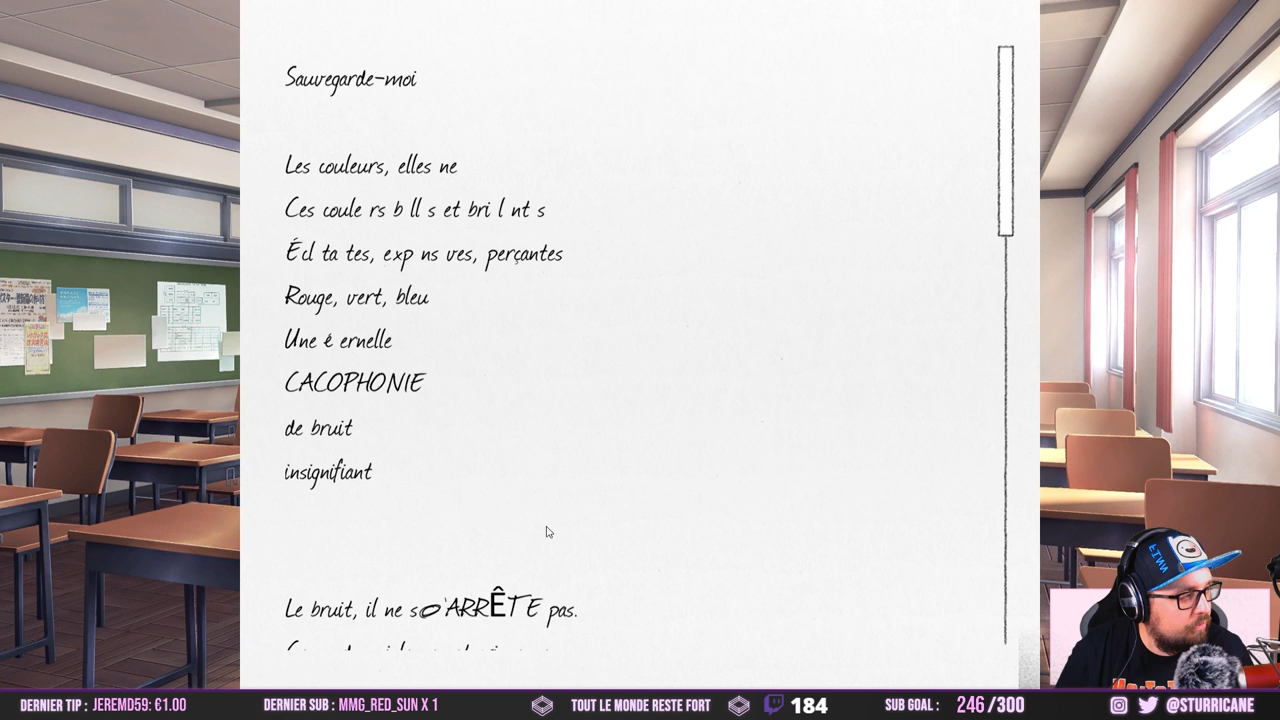 Sauvegarde-moi
Les couleurs, elles ne
Ces coule rs b ll s et bri l nt s
Écl ta tes, exp ns ves, perçantes
Rouge, vert, bleu
Une é ernelle
CACOPHONIE
de bruit
insignifiant
Le bruit, il ne s'ARRÊTE pas.
DERNIER TIP : JEREMD59: €1.00
DERNIER SUB : MMG_RED_SUN X 1
TOUT LE MONDE RESTE FORT
184
SUB GOAL : 246 /300
@STURRICANE